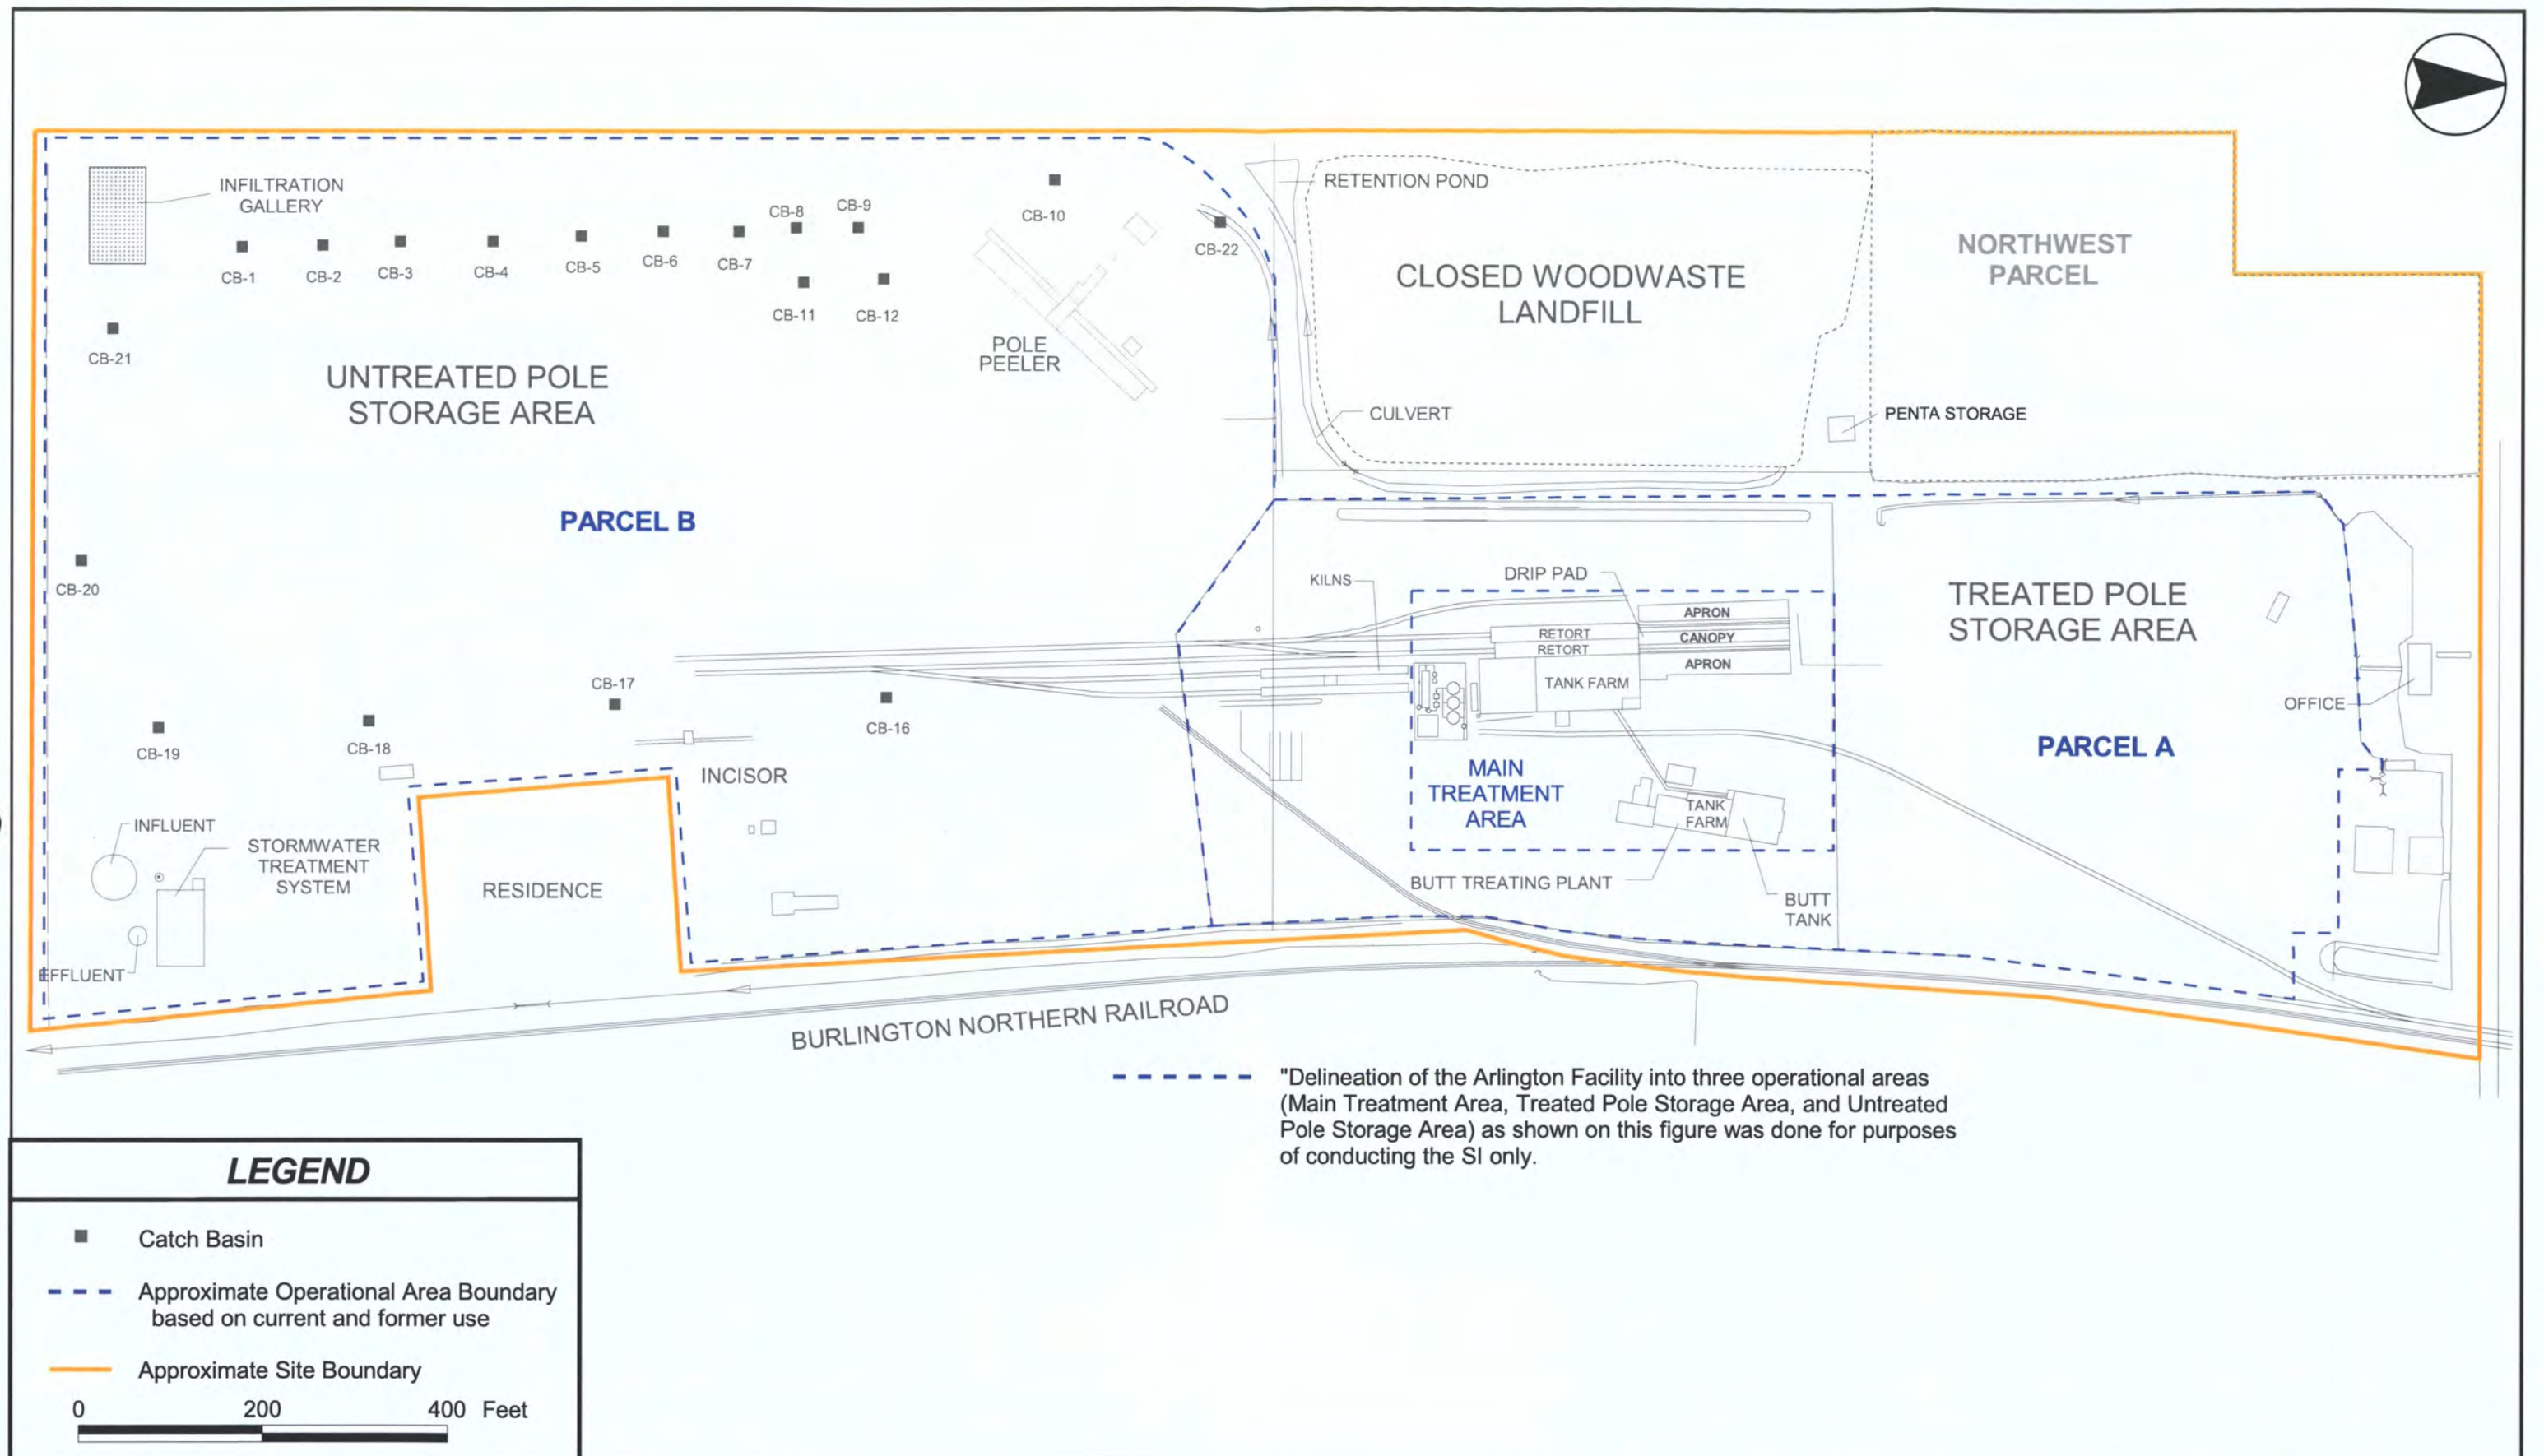 INFILTRATION
GALLERY
CB-1
CB-2
CB-3
CB-4
CB-5
CB-6
CB-7
CB-8
CB-9
CB-10
CB-11
CB-12
CB-22
CB-21
RETENTION POND
CLOSED WOODWASTE
LANDFILL
NORTHWEST
PARCEL
UNTREATED POLE
STORAGE AREA
POLE
PEELER
CULVERT
PENTA STORAGE
PARCEL B
CB-20
KILNS
DRIP PAD
APRON
RETORT
CANOPY
RETORT
APRON
TANK FARM
TREATED POLE
STORAGE AREA
OFFICE
PARCEL A
CB-17
CB-16
CB-19
CB-18
INCISOR
MAIN
TREATMENT
AREA
TANK
FARM
INFLUENT
STORMWATER
TREATMENT
SYSTEM
RESIDENCE
BUTT TREATING PLANT
BUTT
TANK
EFFLUENT
BURLINGTON NORTHERN RAILROAD
"Delineation of the Arlington Facility into three operational areas
(Main Treatment Area, Treated Pole Storage Area, and Untreated
Pole Storage Area) as shown on this figure was done for purposes
of conducting the SI only.
LEGEND
Catch Basin
Approximate Operational Area Boundary
based on current and former use
Approximate Site Boundary
0 200 400 Feet